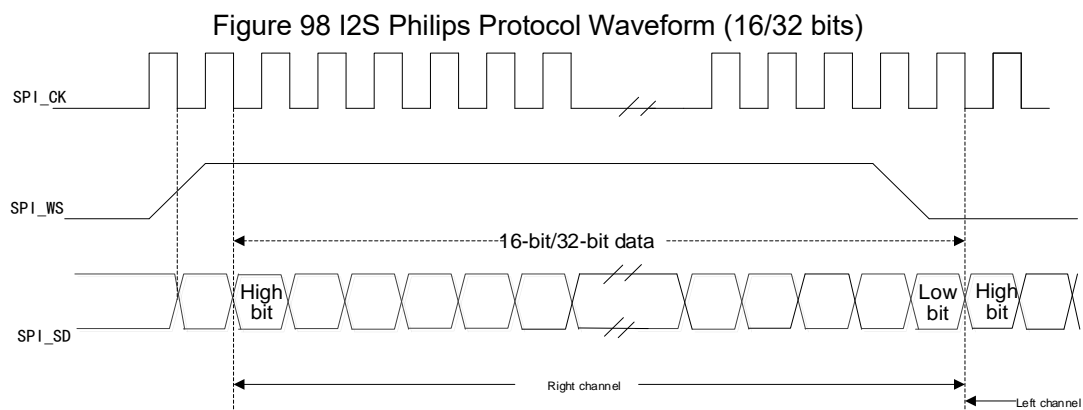 Figure 98 I2S Philips Protocol Waveform (16/32 bits)
SPI_CK
SPI_WS
16-bit/32-bit data
SPI_SD
High
bit
Low
bit
High
bit
Right channel
Left channel